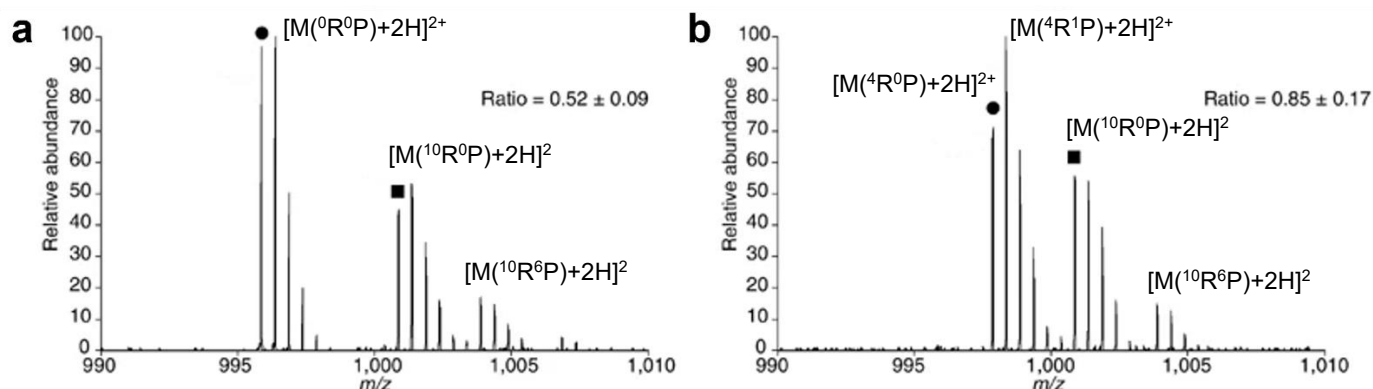 a
[M(⁰R⁰P)+2H]²⁺
100
90
80
70
60
50
40
30
20
10
0
Relative abundance
Ratio = 0.52 ± 0.09
[M(¹⁰R⁰P)+2H]²
[M(¹⁰R⁶P)+2H]²
990
995
1,000
1,005
1,010
m/z
b
[M(⁴R¹P)+2H]²⁺
[M(⁴R⁰P)+2H]²⁺
100
90
80
70
60
50
40
30
20
10
0
Relative abundance
Ratio = 0.85 ± 0.17
[M(¹⁰R⁰P)+2H]²
[M(¹⁰R⁶P)+2H]²
990
995
1,000
1,005
1,010
m/z